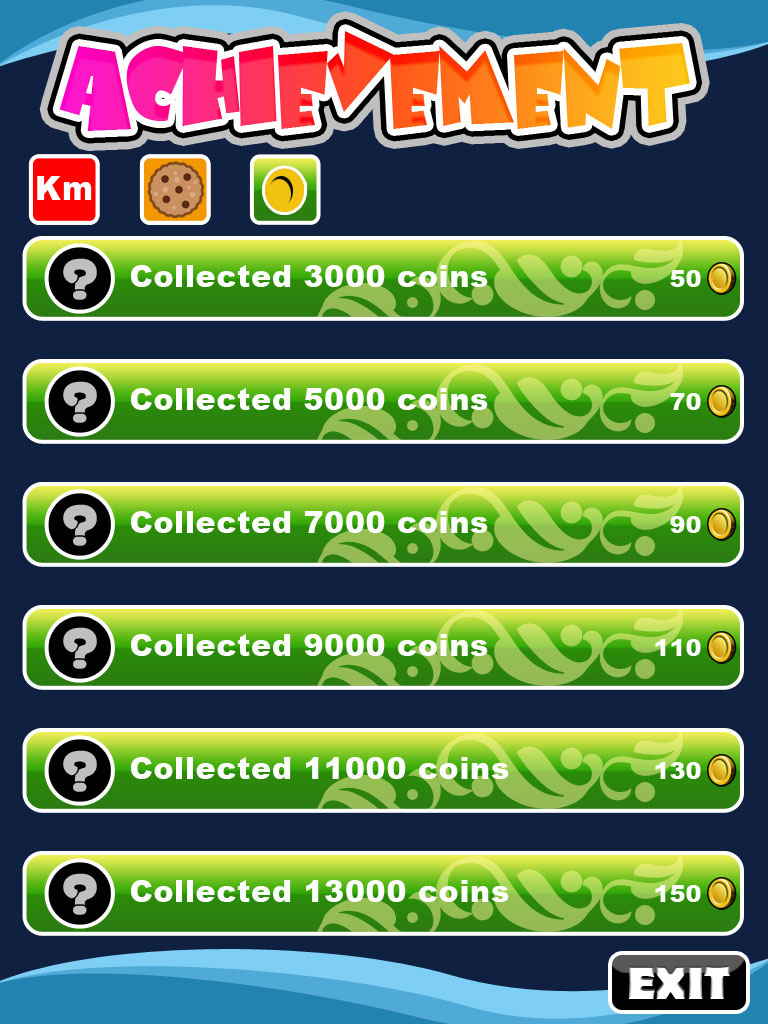 ACHIEVEMENT
Km
? Collected 3000 coins 50
? Collected 5000 coins 70
? Collected 7000 coins 90
? Collected 9000 coins 110
? Collected 11000 coins 130
? Collected 13000 coins 150
EXIT